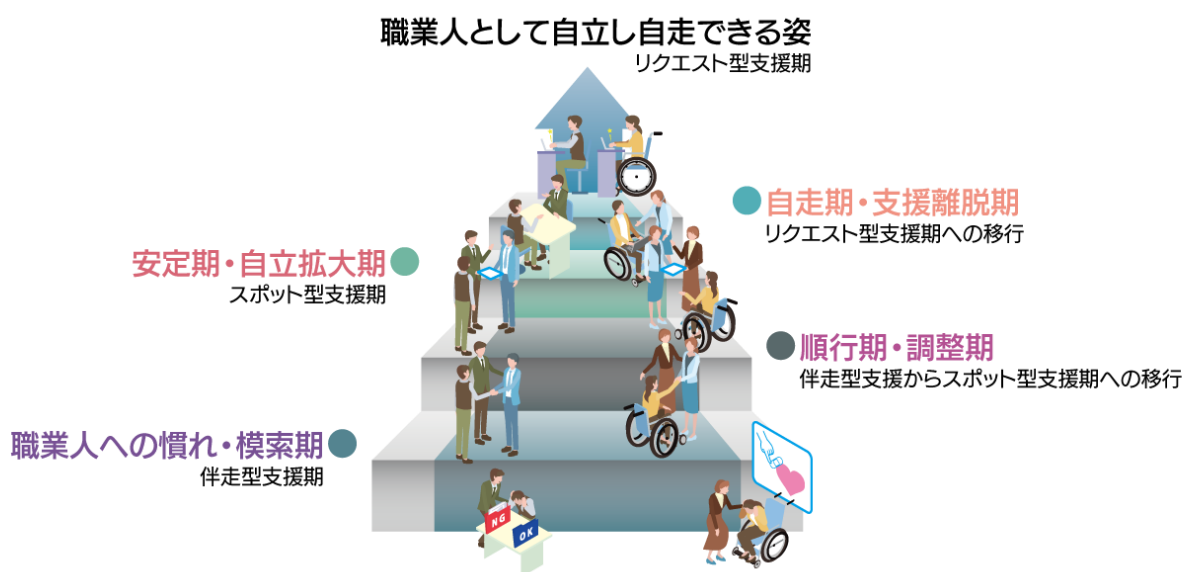 職業人として自立し自走できる姿
リクエスト型支援期
自走期・支援離脱期
リクエスト型支援期への移行
安定期・自立拡大期
スポット型支援期
順行期・調整期
伴走型支援からスポット型支援期への移行
職業人への慣れ・模索期
伴走型支援期
NG
OK